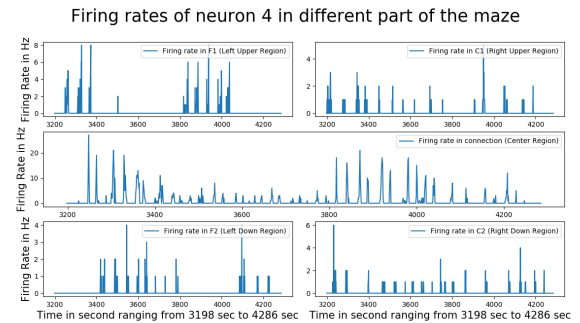 Firing rates of neuron 4 in different part of the maze
Firing Rate in Hz
8
6
4
2
0
Firing rate in F1 (Left Upper Region)
3200 3400 3600 3800 4000 4200
4
2
0
Firing rate in C1 (Right Upper Region)
3200 3400 3600 3800 4000 4200
Firing Rate in Hz
20
10
0
Firing rate in connection (Center Region)
3200 3400 3600 3800 4000 4200
Firing Rate in Hz
4
3
2
1
0
Firing rate in F2 (Left Down Region)
3200 3400 3600 3800 4000 4200
Time in second ranging from 3198 sec to 4286 sec
6
4
2
0
Firing rate in C2 (Right Down Region)
3200 3400 3600 3800 4000 4200
Time in second ranging from 3198 sec to 4286 sec